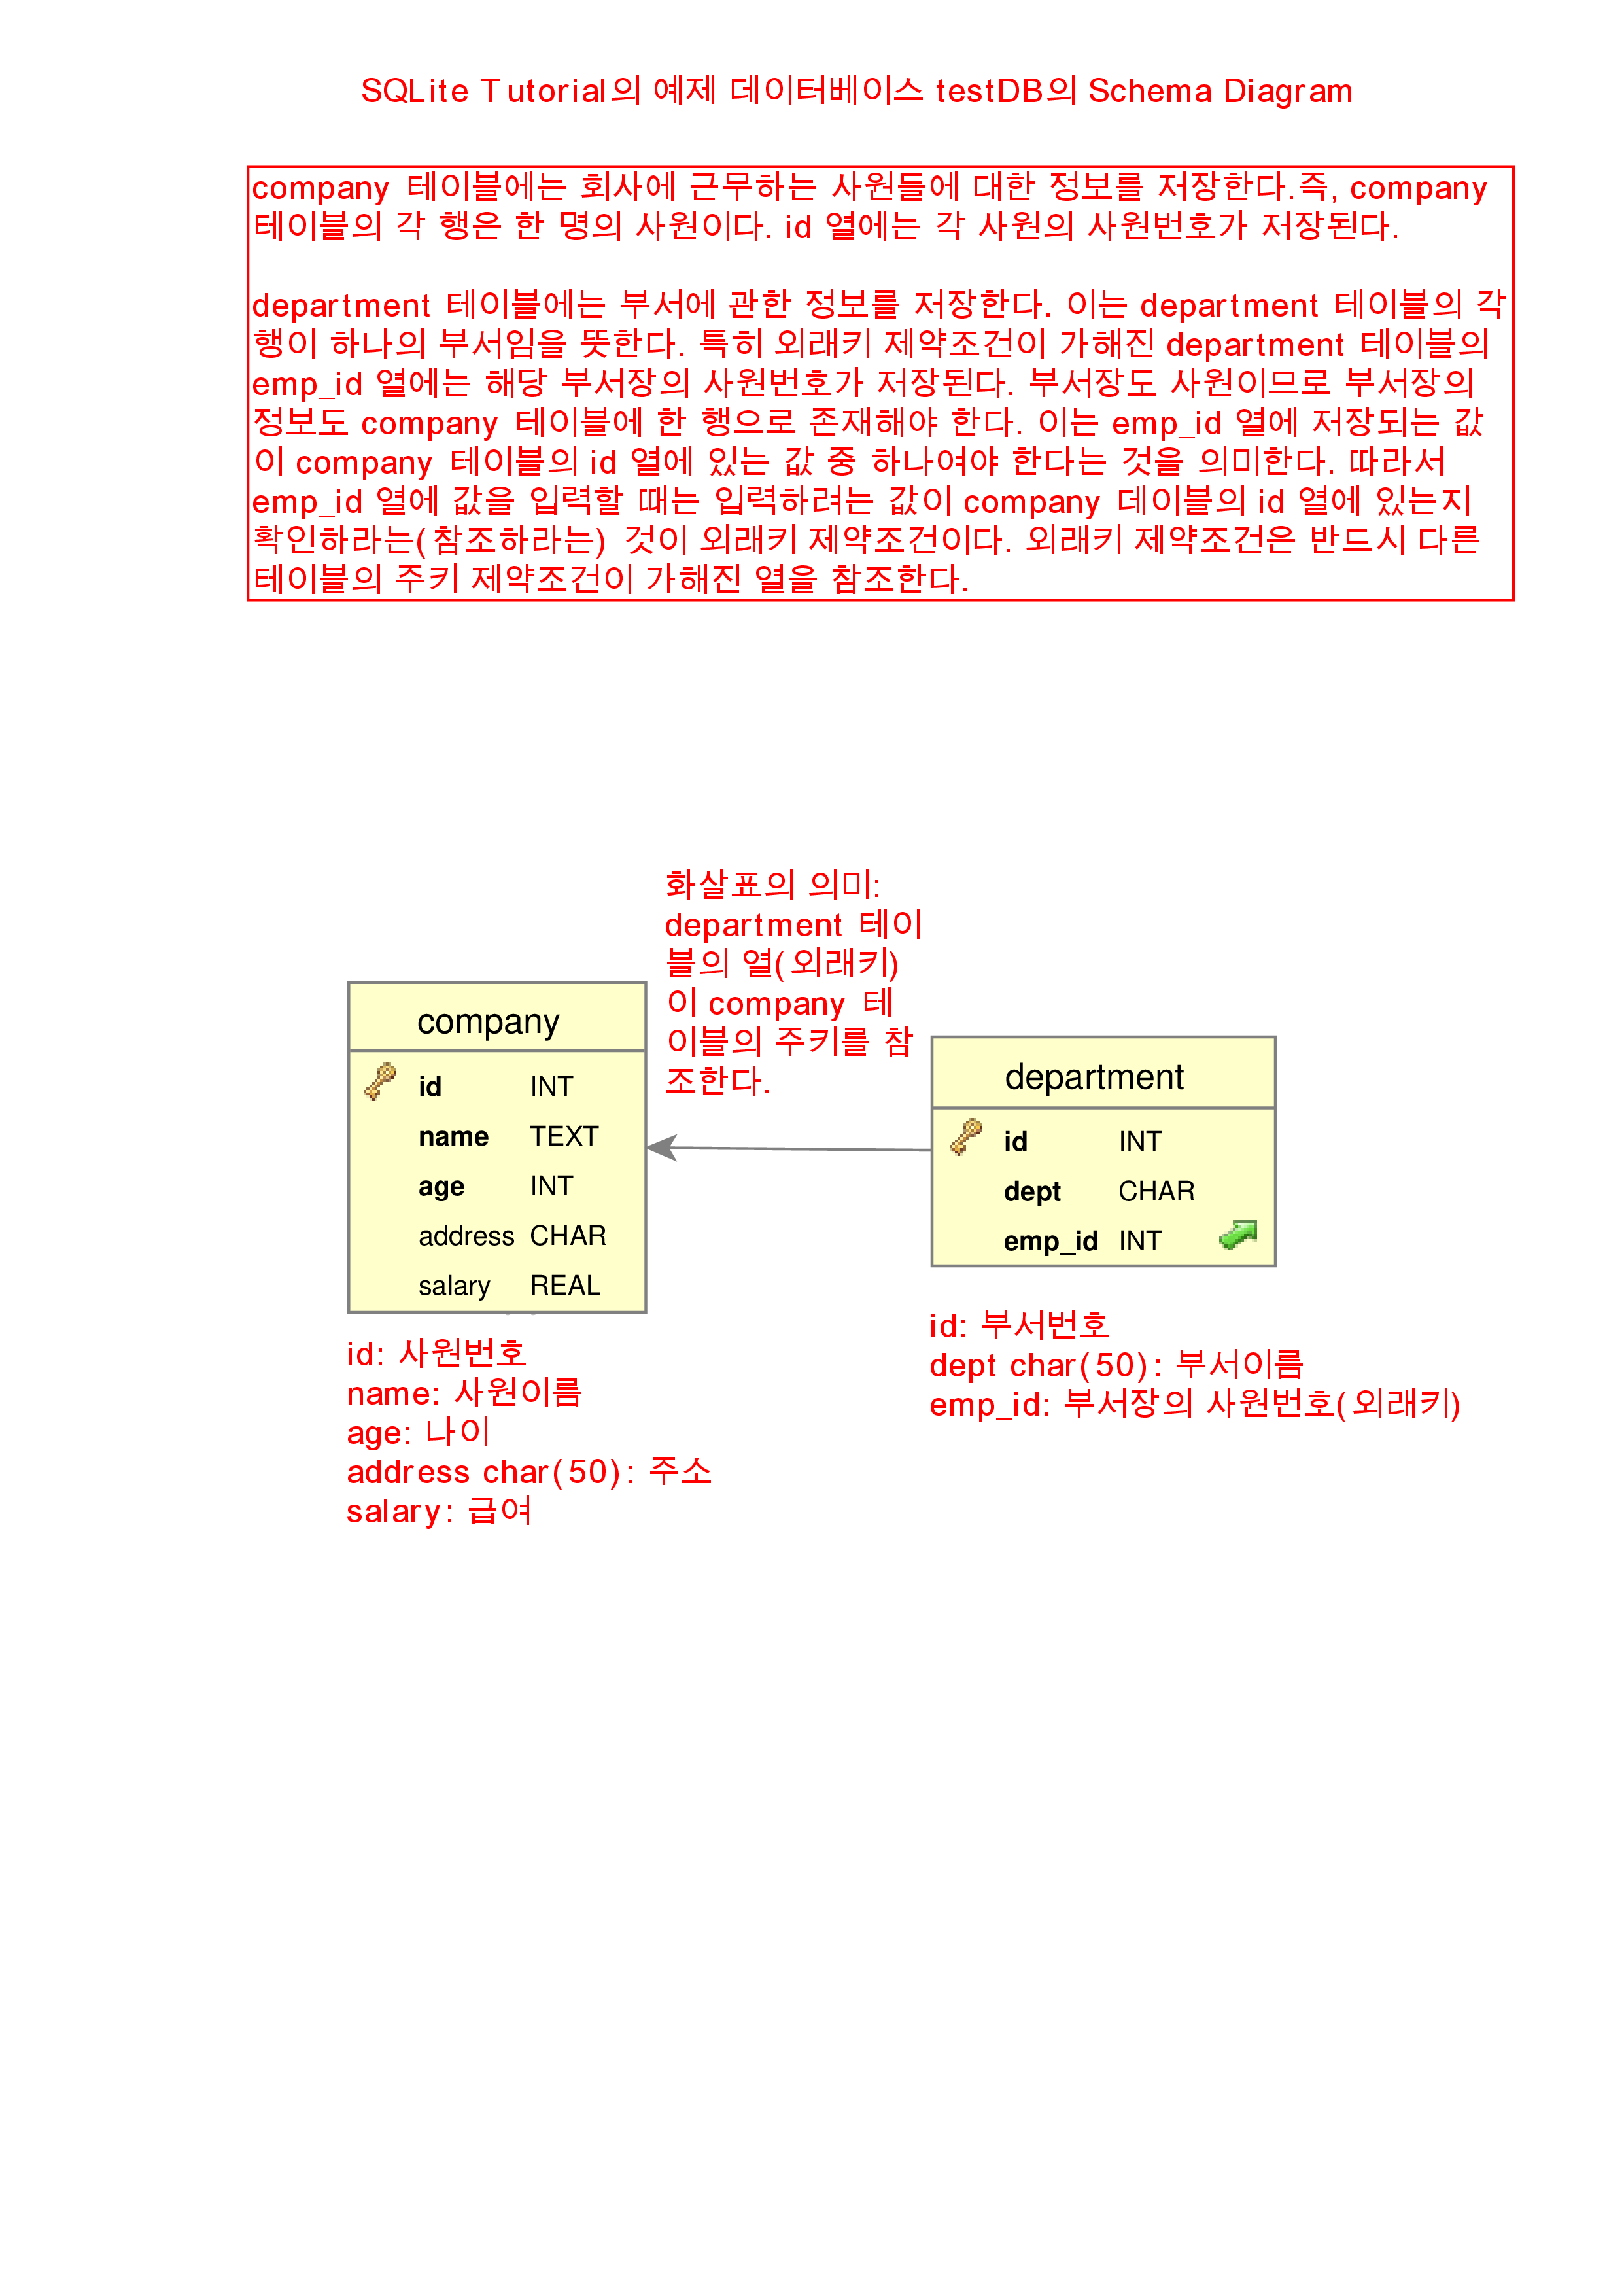 SQLite Tutorial의 예제 데이터베이스 testDB의 Schema Diagram
company 테이블에는 회사에 근무하는 사원들에 대한 정보를 저장한다.즉, company
테이블의 각 행은 한 명의 사원이다. id 열에는 각 사원의 사원번호가 저장된다.
department 테이블에는 부서에 관한 정보를 저장한다. 이는 department 테이블의 각
행이 하나의 부서임을 뜻한다. 특히 외래키 제약조건이 가해진 department 테이블의
emp_id 열에는 해당 부서장의 사원번호가 저장된다. 부서장도 사원이므로 부서장의
정보도 company 테이블에 한 행으로 존재해야 한다. 이는 emp_id 열에 저장되는 값
이 company 테이블의 id 열에 있는 값 중 하나여야 한다는 것을 의미한다. 따라서
emp_id 열에 값을 입력할 때는 입력하려는 값이 company 데이블의 id 열에 있는지
확인하라는(참조하라는) 것이 외래키 제약조건이다. 외래키 제약조건은 반드시 다른
테이블의 주키 제약조건이 가해진 열을 참조한다.
화살표의 의미:
department 테이
블의 열(외래키)
이 company 테
이블의 주키를 참
조한다.
company
id INT
name TEXT
age INT
address CHAR
salary REAL
department
id INT
dept CHAR
emp_id INT
id: 사원번호
name: 사원이름
age: 나이
address char(50): 주소
salary: 급여
id: 부서번호
dept char(50): 부서이름
emp_id: 부서장의 사원번호(외래키)